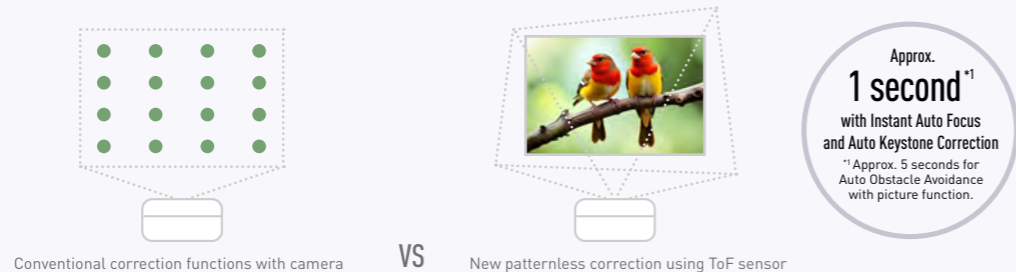 Approx.
1 second*1
with Instant Auto Focus
and Auto Keystone Correction
*1 Approx. 5 seconds for
Auto Obstacle Avoidance
with picture function.
Conventional correction functions with camera
VS
New patternless correction using ToF sensor